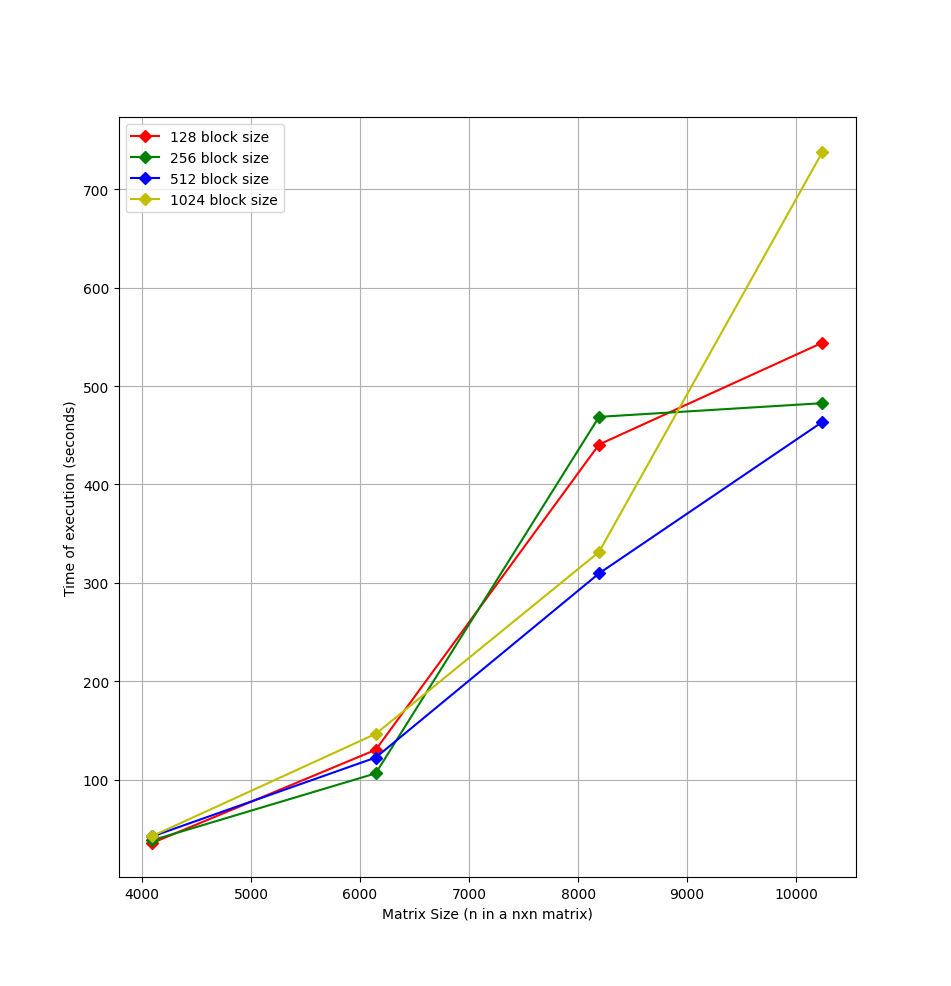 128 block size
256 block size
512 block size
1024 block size
700
600
500
400
300
200
100
Time of execution (seconds)
4000 5000 6000 7000 8000 9000 10000
Matrix Size (n in a nxn matrix)